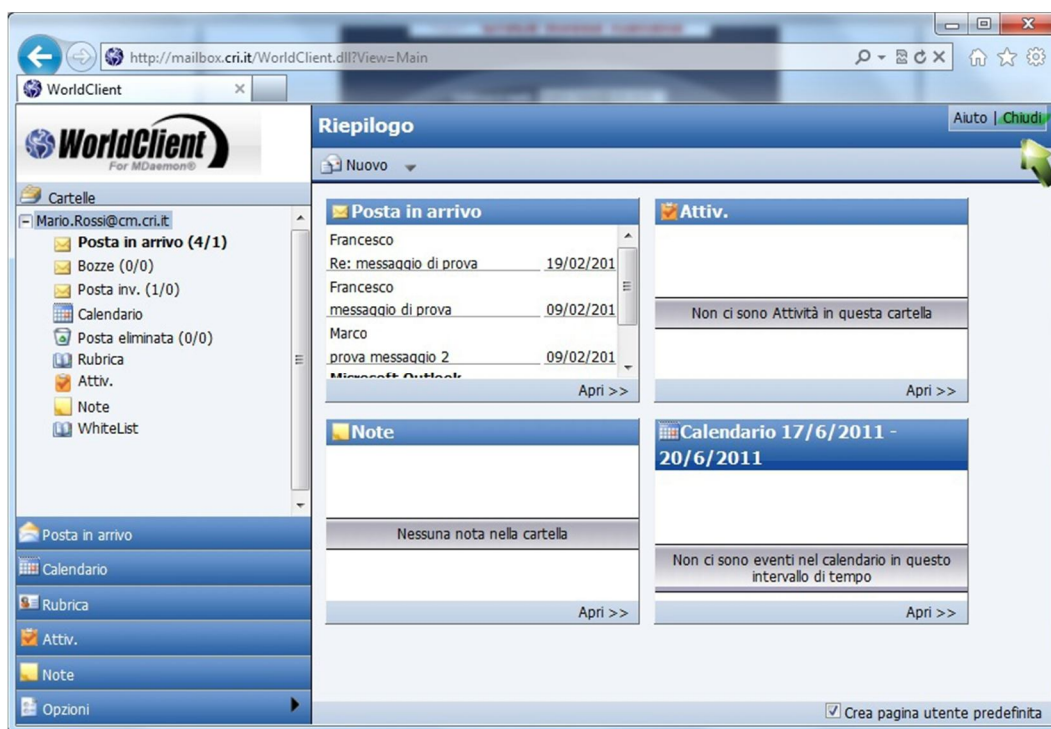 http://mailbox.cri.it/WorldClient.dll?View=Main
WorldClient
WorldClient
For MDaemon®
Riepilogo
Aiuto | Chiudi
Nuovo
Cartelle
Mario.Rossi@cm.cri.it
Posta in arrivo (4/1)
Bozze (0/0)
Posta inv. (1/0)
Calendario
Posta eliminata (0/0)
Rubrica
Attiv.
Note
WhiteList
Posta in arrivo
Calendario
Rubrica
Attiv.
Note
Opzioni
Posta in arrivo
Francesco
Re: messaggio di prova 19/02/201
Francesco
messaggio di prova 09/02/201
Marco
prova messaggio 2 09/02/201
Microsoft Outlook
Apri >>
Attiv.
Non ci sono Attività in questa cartella
Apri >>
Note
Nessuna nota nella cartella
Apri >>
Calendario 17/6/2011 -
20/6/2011
Non ci sono eventi nel calendario in questo
intervallo di tempo
Apri >>
Crea pagina utente predefinita